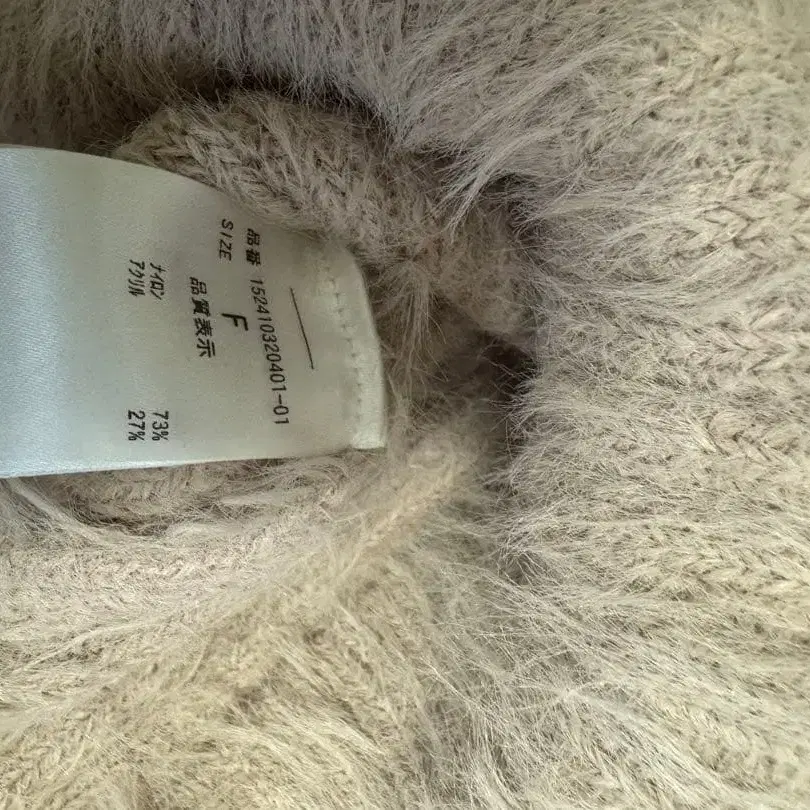 品番 152410320401-01
SIZE F
品質表示
ナイロン 73%
アクリル 27%